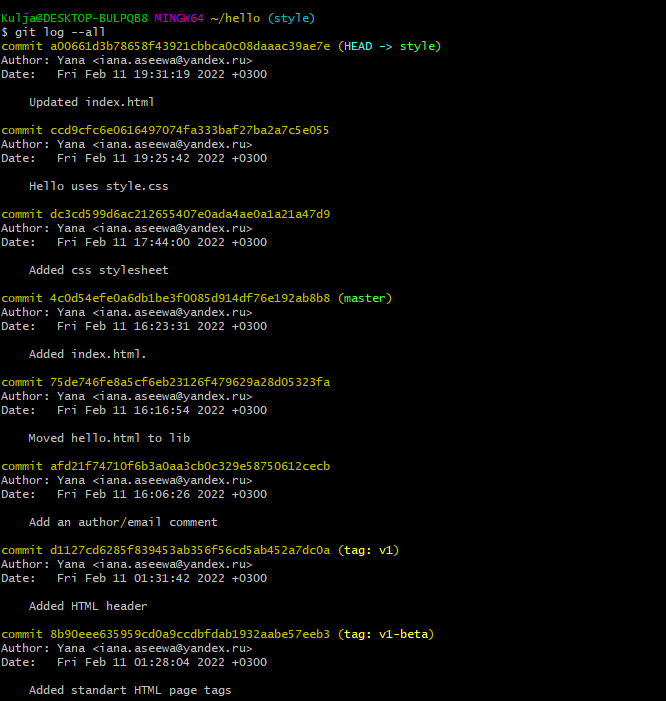 Kulja@DESKTOP-BULPQB8 MINGW64 ~/hello (style)
$ git log --all
commit a00661d3b78658f43921cbbca0c08daaac39ae7e (HEAD -> style)
Author: Yana <iana.aseewa@yandex.ru>
Date:   Fri Feb 11 19:31:19 2022 +0300

    Updated index.html

commit ccd9cfc6e0616497074fa333baf27ba2a7c5e055
Author: Yana <iana.aseewa@yandex.ru>
Date:   Fri Feb 11 19:25:42 2022 +0300

    Hello uses style.css

commit dc3cd599d6ac212655407e0ada4ae0a1a21a47d9
Author: Yana <iana.aseewa@yandex.ru>
Date:   Fri Feb 11 17:44:00 2022 +0300

    Added css stylesheet

commit 4c0d54efe0a6db1be3f0085d914df76e192ab8b8 (master)
Author: Yana <iana.aseewa@yandex.ru>
Date:   Fri Feb 11 16:23:31 2022 +0300

    Added index.html.

commit 75de746fe8a5cf6eb23126f479629a28d05323fa
Author: Yana <iana.aseewa@yandex.ru>
Date:   Fri Feb 11 16:16:54 2022 +0300

    Moved hello.html to lib

commit afd21f74710f6b3a0aa3cb0c329e58750612cecb
Author: Yana <iana.aseewa@yandex.ru>
Date:   Fri Feb 11 16:06:26 2022 +0300

    Add an author/email comment

commit d1127cd6285f839453ab356f56cd5ab452a7dc0a (tag: v1)
Author: Yana <iana.aseewa@yandex.ru>
Date:   Fri Feb 11 01:31:42 2022 +0300

    Added HTML header

commit 8b90eee635959cd0a9ccdbfdab1932aabe57eeb3 (tag: v1-beta)
Author: Yana <iana.aseewa@yandex.ru>
Date:   Fri Feb 11 01:28:04 2022 +0300

    Added standart HTML page tags